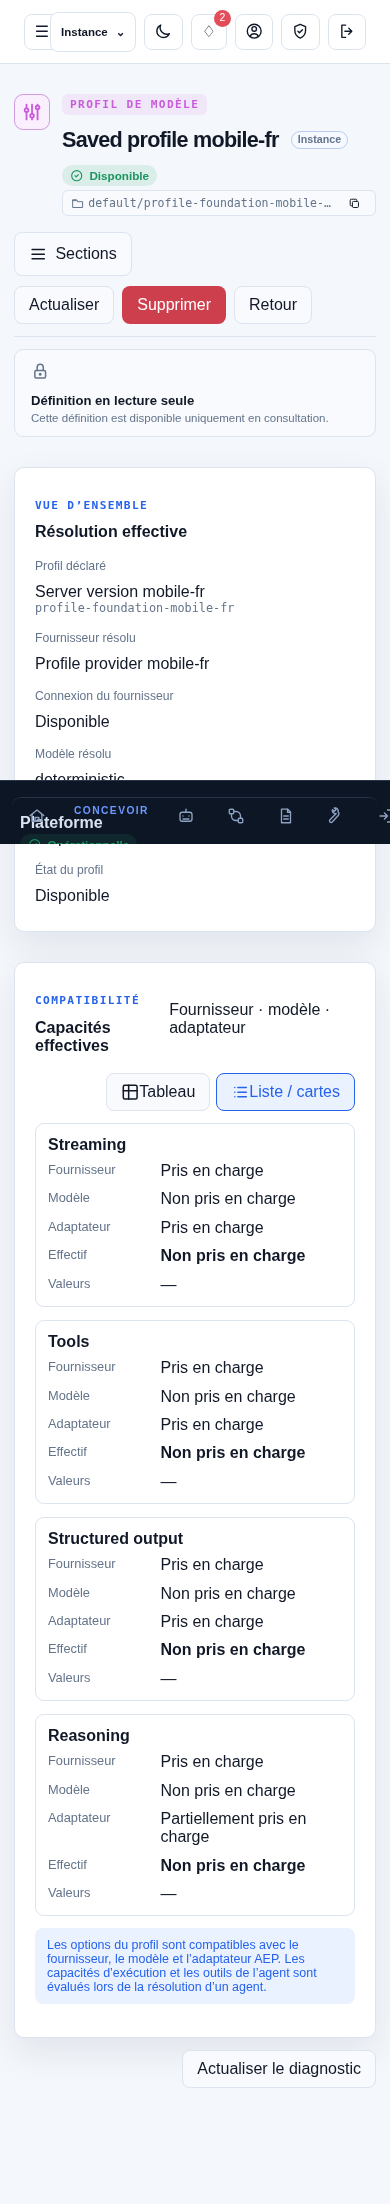 Instance
2
PROFIL DE MODÈLE
Saved profile mobile-fr
Instance
Disponible
default/profile-foundation-mobile-…
Sections
Actualiser
Supprimer
Retour
Définition en lecture seule
Cette définition est disponible uniquement en consultation.
VUE D’ENSEMBLE
Résolution effective
Profil déclaré
Server version mobile-fr
profile-foundation-mobile-fr
Fournisseur résolu
Profile provider mobile-fr
Connexion du fournisseur
Disponible
Modèle résolu
deterministic
CONCEVOIR
Plateforme
Opérationnelle
État du profil
Disponible
COMPATIBILITÉ
Capacités effectives
Fournisseur · modèle · adaptateur
Tableau
Liste / cartes
Streaming
Fournisseur Pris en charge
Modèle Non pris en charge
Adaptateur Pris en charge
Effectif Non pris en charge
Valeurs —
Tools
Fournisseur Pris en charge
Modèle Non pris en charge
Adaptateur Pris en charge
Effectif Non pris en charge
Valeurs —
Structured output
Fournisseur Pris en charge
Modèle Non pris en charge
Adaptateur Pris en charge
Effectif Non pris en charge
Valeurs —
Reasoning
Fournisseur Pris en charge
Modèle Non pris en charge
Adaptateur Partiellement pris en charge
Effectif Non pris en charge
Valeurs —
Les options du profil sont compatibles avec le
fournisseur, le modèle et l’adaptateur AEP. Les
capacités d’exécution et les outils de l’agent sont
évalués lors de la résolution d’un agent.
Actualiser le diagnostic